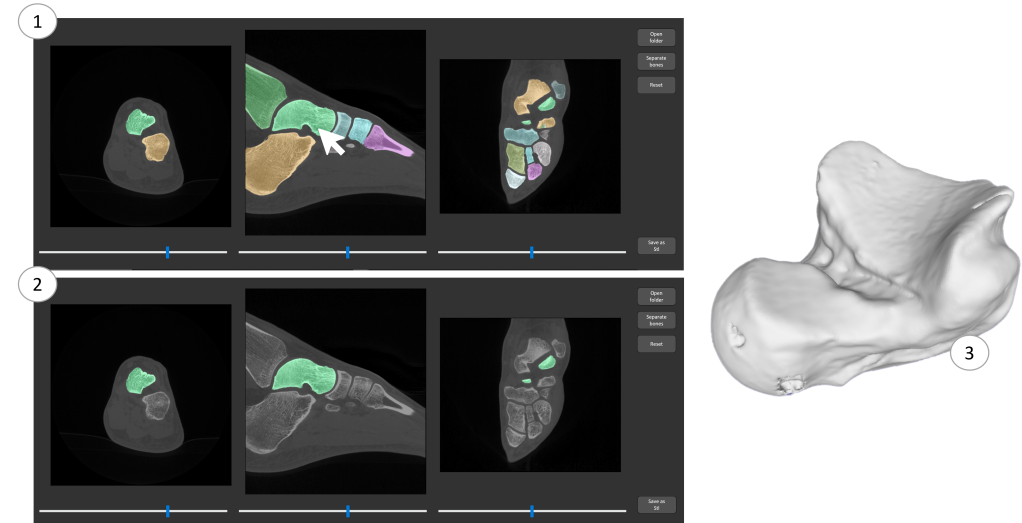 1
Open
folder
Separate
bones
Reset
Save as
Stl
2
Open
folder
Separate
bones
Reset
Save as
Stl
3